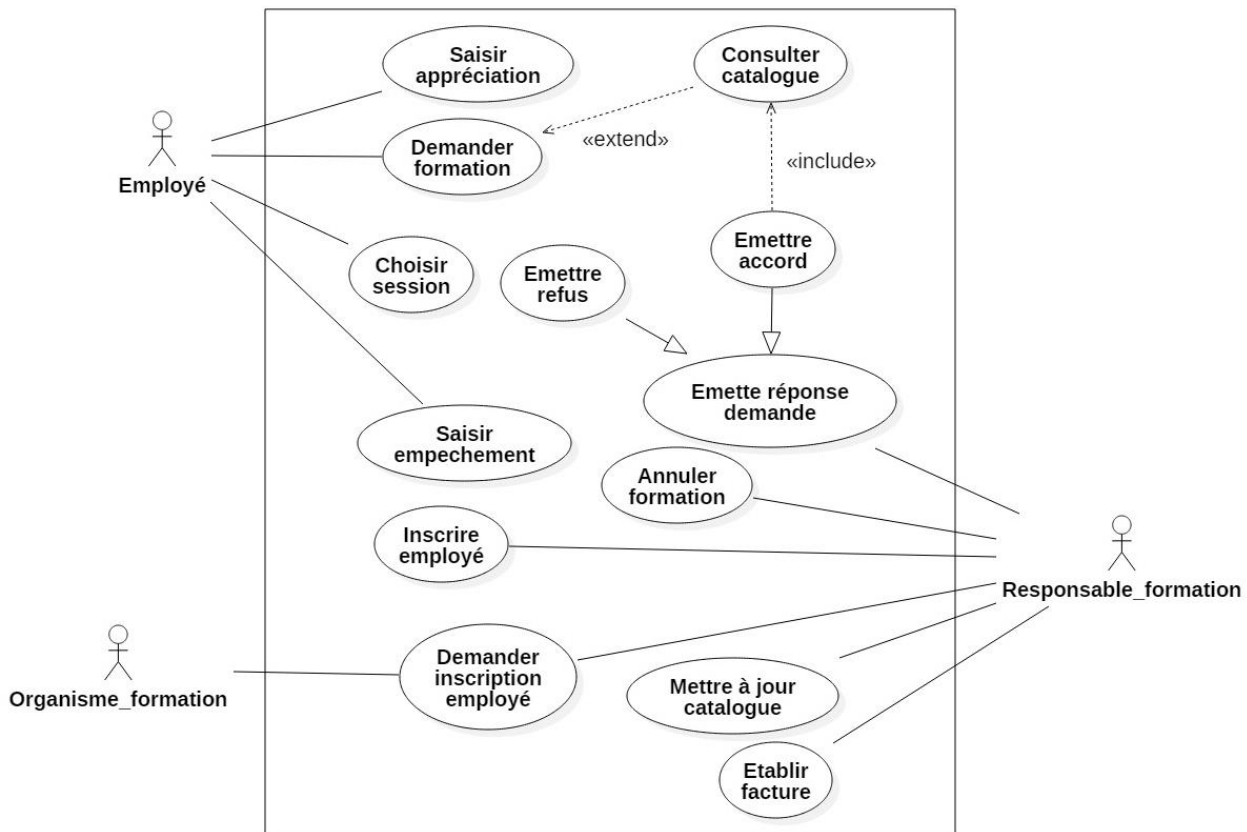 Saisir
appréciation
Consulter
catalogue
«extend»
Demander
formation
«include»
Employé
Emettre
accord
Choisir
session
Emettre
refus
Emette réponse
demande
Saisir
empechement
Annuler
formation
Inscrire
employé
Responsable_formation
Demander
inscription
employé
Organisme_formation
Mettre à jour
catalogue
Etablir
facture